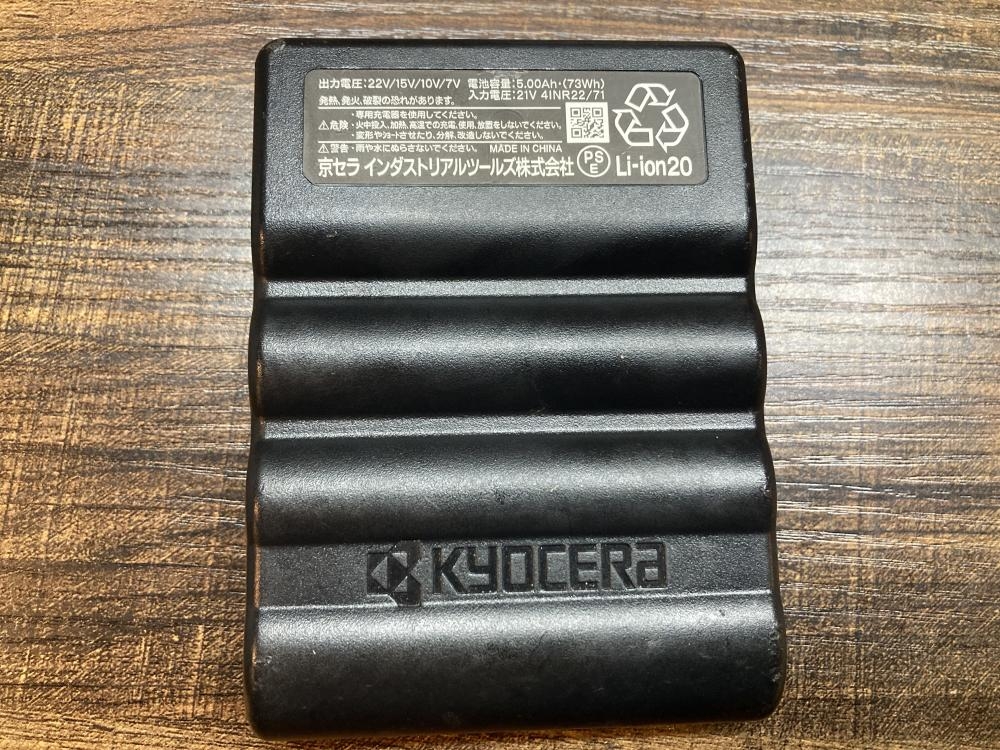 出力電圧:22V/15V/10V/7V 電池容量:5.00Ah・(73Wh)
発熱、発火、破裂の恐れがあります。 入力電圧:21V 4INR22/71
・専用充電器を使用してください。
⚠危険・火中投入、加熱、高温での充電、使用、放置をしないでください。
・変形やショートさせたり、分解、改造しないでください。
⚠警告・雨や水にぬらさないでください。 MADE IN CHINA
京セラ インダストリアルツールズ株式会社 PSE Li-ion20
KYOCERA